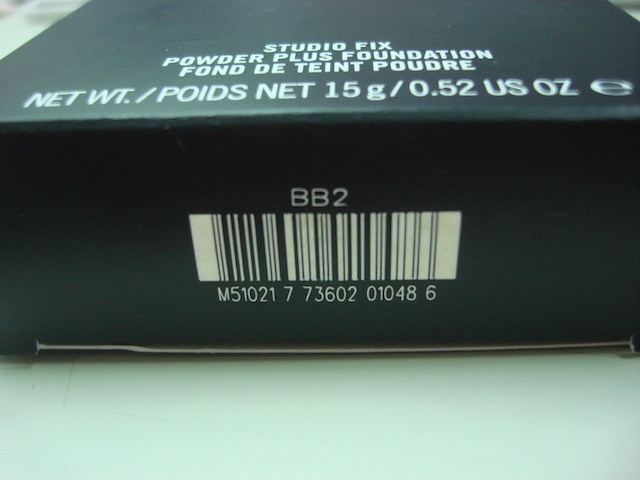 STUDIO FIX
POWDER PLUS FOUNDATION
FOND DE TEINT POUDRE
NET WT. / POIDS NET 15 g / 0.52 US OZ ℮
BB2
M51021 7 73602 01048 6